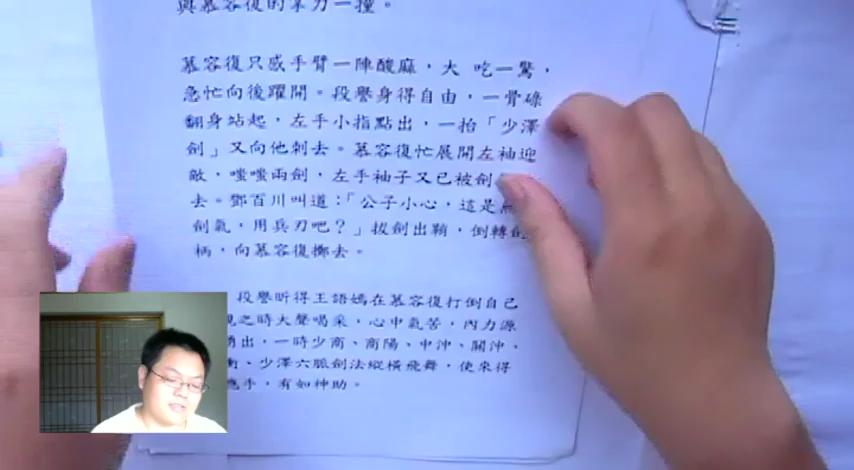 與慕容復的掌力一撞。
慕容復只感手臂一陣酸麻，大 吃一驚，
急忙向後躍開。段譽身得自由，一骨碌
翻身站起，左手小指點出，一招「少澤
劍」又向他刺去。慕容復忙展開左袖迎
敵，嗤嗤兩劍，左手袖子又已被劍
去。鄧百川叫道：「公子小心，這是無
劍氣，用兵刃吧？」拔劍出鞘，倒轉劍
柄，向慕容復擲去。
段譽昕得王語嫣在慕容復打倒自己
之時大聲喝采，心中氣苦，內力源
湧出，一時少商、商陽、中沖、關沖、
衝、少澤六脈劍法縱橫飛舞，使來得
應手，有如神助。